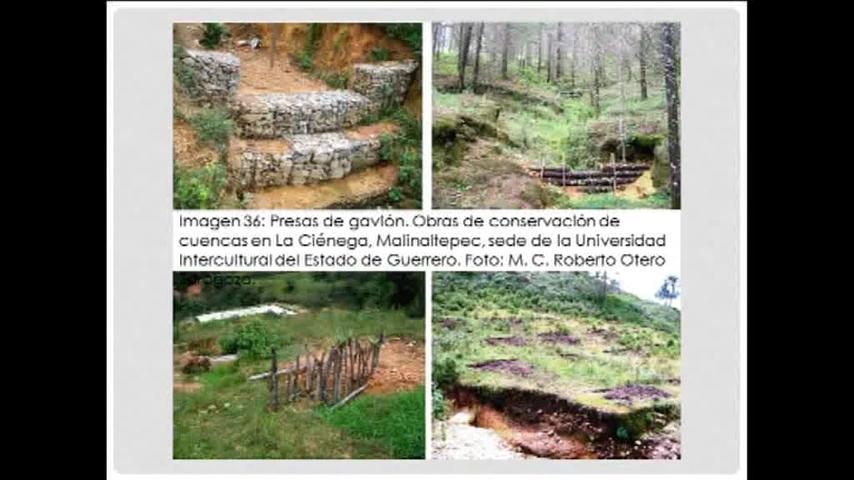 Imagen 36: Presas de gavión. Obras de conservación de
cuencas en La Ciénega, Malinaltepec, sede de la Universidad
Intercultural del Estado de Guerrero. Foto: M. C. Roberto Otero